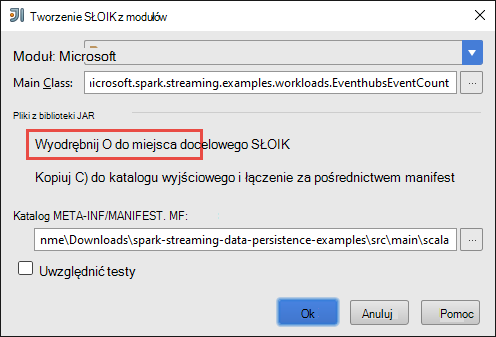 Tworzenie SŁOIK z modułów
Moduł: Microsoft
Main Class:
microsoft.spark.streaming.examples.workloads.EventhubsEventCount
...
Pliki z biblioteki JAR
Wyodrębnij O do miejsca docelowego SŁOIK
Kopiuj C) do katalogu wyjściowego i łączenie za pośrednictwem manifest
Katalog META-INF/MANIFEST. MF:
nme\Downloads\spark-streaming-data-persistence-examples\src\main\scala
...
Uwzględnić testy
Ok
Anuluj
Pomoc